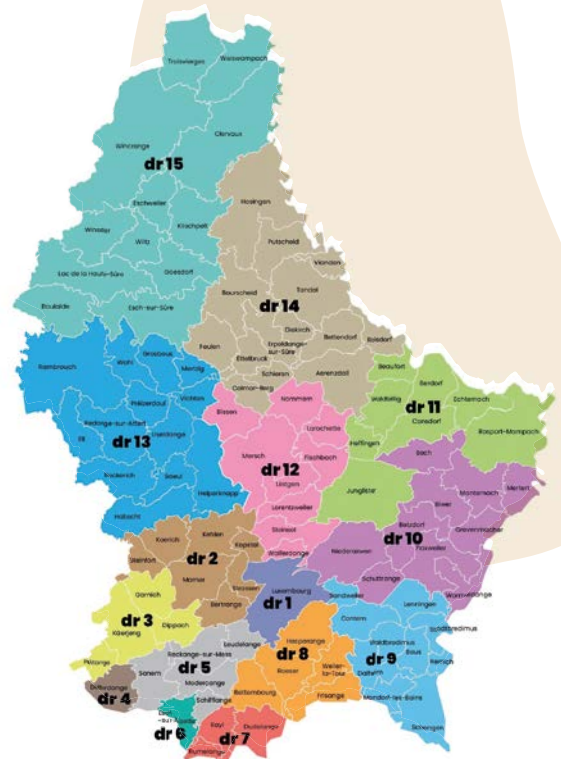 Troisvierges
Weiswampach
Clervaux
Wincrange
dr 15
Eschweiler
Kirchpelt
Winseler
Wiltz
Lac de la Haute-Sûre
Goesdorf
Boulaide
Esch-sur-Sûre
Hosingen
Putscheid
Vianden
Tandel
Bourscheid
dr 14
Diekirch
Bettendorf
Reisdorf
Erpeldange-
sur-Sûre
Feulen
Ettelbruck
Schieren
Aerenzdall
Colmar-Berg
Rambrouch
Wahl
Grosbous
Mertzig
Préizerdaul
Vichten
Redange-sur-Attert
Ell
Useldange
dr 13
Beckerich
Saeul
Helperknapp
Habscht
Bissen
Nommern
Larochette
Mersch
Fischbach
dr 12
Lintgen
Lorentzweiler
Steinsel
Walferdange
Beaufort
Berdorf
Waldbillig
Echternach
dr 11
Consdorf
Rosport-Mompach
Heffingen
Junglister
Bech
Manternach
Mertert
Biwer
Betzdorf
Grevenmacher
dr 10
Flaxweiler
Niederanven
Schuttrange
Wormeldange
Koerich
Kehlen
Kopstal
dr 2
Steinfort
Mamer
Strassen
Bertrange
Luxembourg
dr 1
Garnich
dr 3
Käerjeng
Dippach
Pétange
Differdange
dr 4
Leudelange
Reckange-sur-Mess
dr 5
Sanem
Mondercange
Schifflange
Esch
-sur-Alzette
dr 6
Kayl
Dudelange
dr 7
Rumelange
Hesperange
dr 8
Roeser
Weiler-
la-Tour
Bettembourg
Frisange
Sandweiler
Contern
Lenningen
Stadtbredimus
Waldbredimus
Bous
dr 9
Remich
Dalheim
Mondorf-les-Bains
Schengen